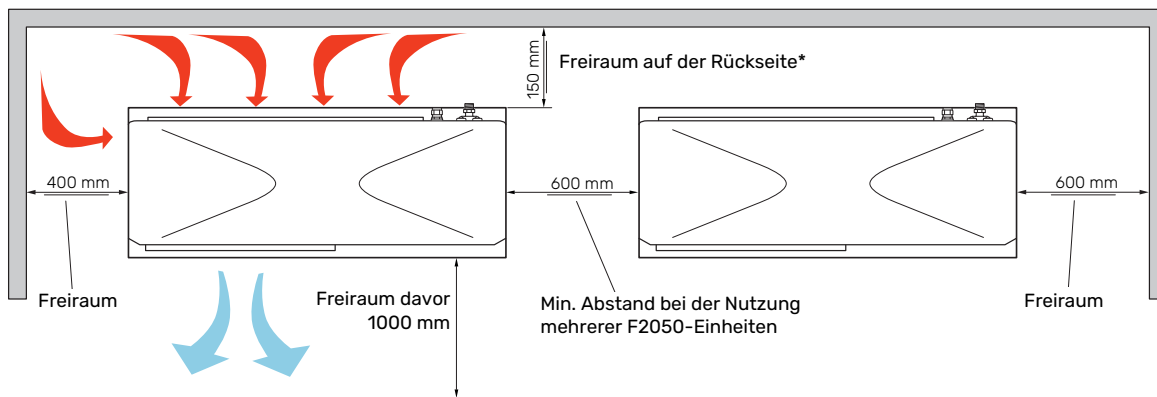 150 mm
Freiraum auf der Rückseite*
400 mm
600 mm
600 mm
Freiraum
Freiraum davor
1000 mm
Min. Abstand bei der Nutzung
mehrerer F2050-Einheiten
Freiraum